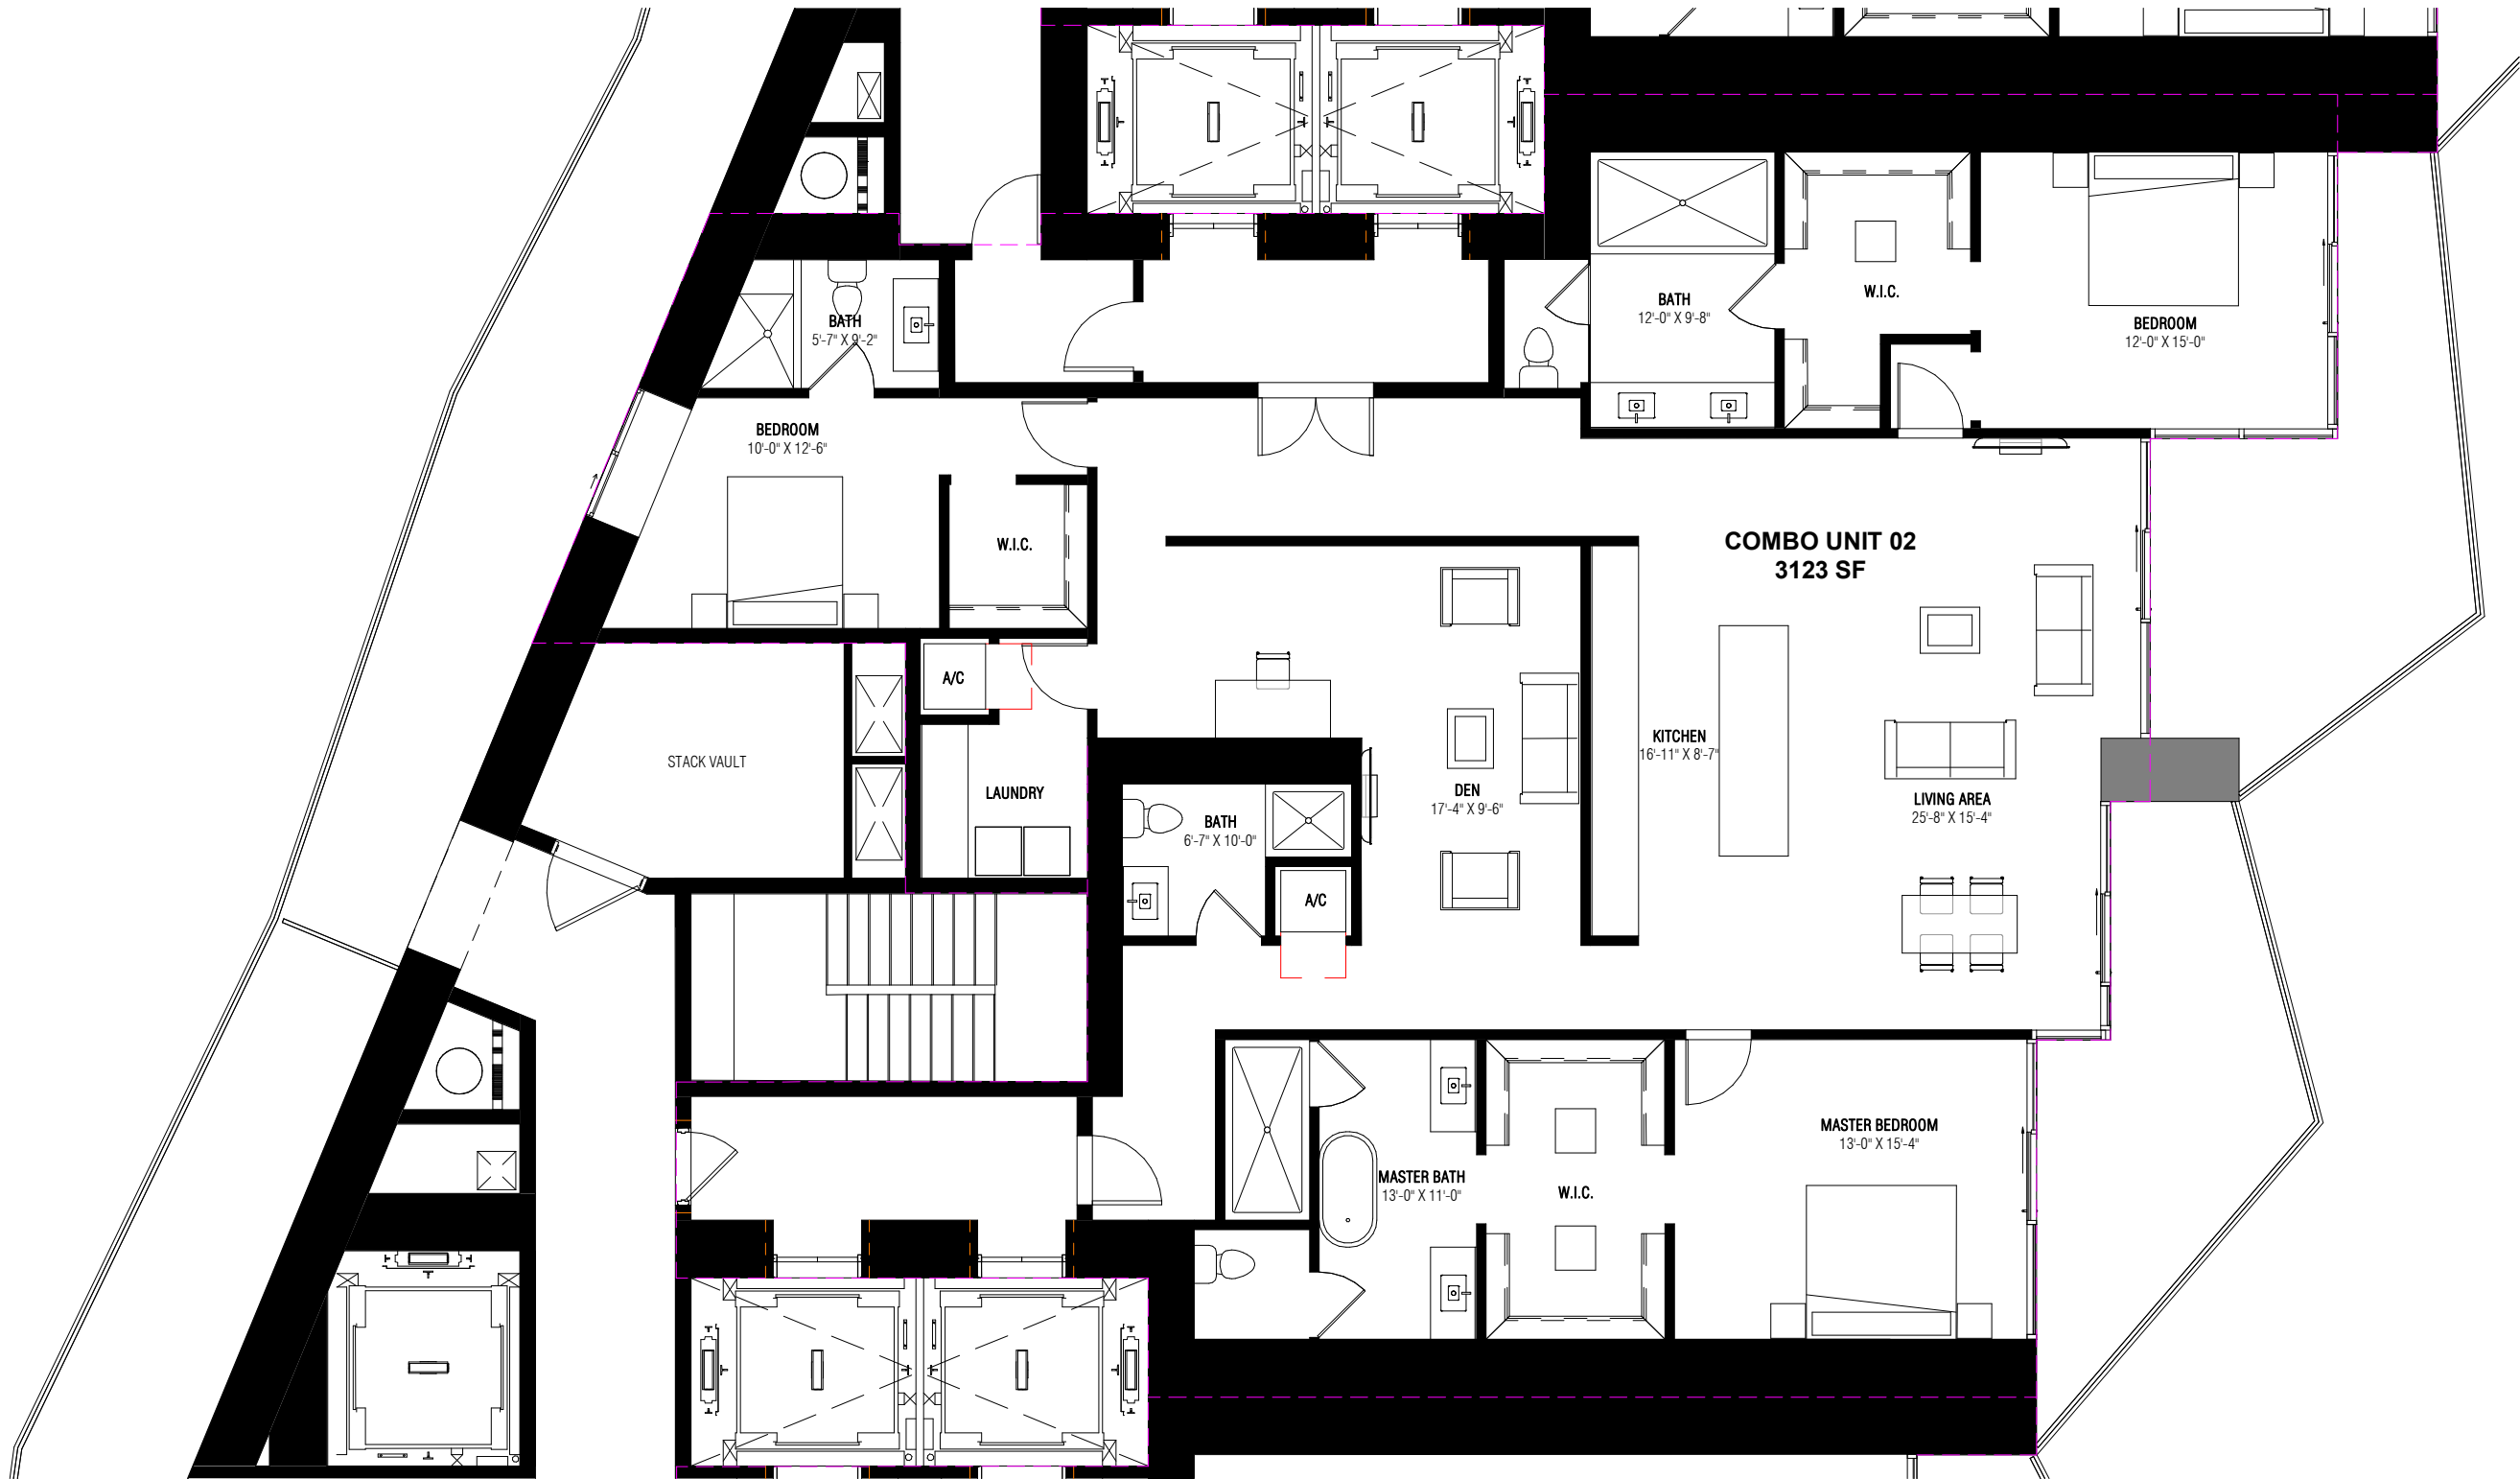 BATH
12'-0" X 9'-8"
W.I.C.
BEDROOM
12'-0" X 15'-0"
BATH
5'-7" X 9'-2"
BEDROOM
10'-0" X 12'-6"
W.I.C.
COMBO UNIT 02
3123 SF
A/C
STACK VAULT
LAUNDRY
KITCHEN
16'-11" X 8'-7"
DEN
17'-4" X 9'-6"
LIVING AREA
25'-8" X 15'-4"
BATH
6'-7" X 10'-0"
A/C
MASTER BEDROOM
13'-0" X 15'-4"
MASTER BATH
13'-0" X 11'-0"
W.I.C.